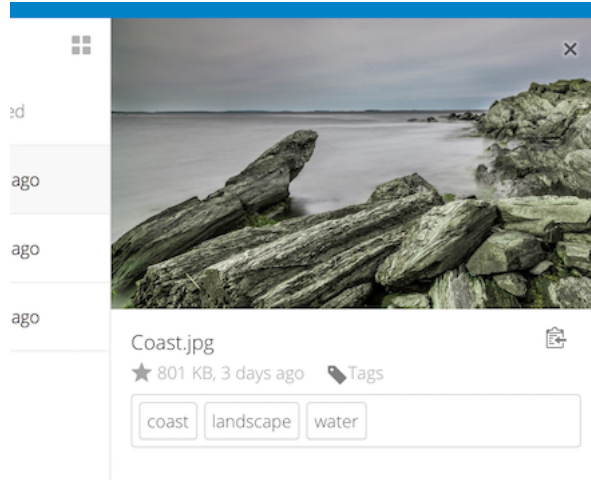 ed
ago
ago
ago
Coast.jpg
801 KB, 3 days ago Tags
coast landscape water